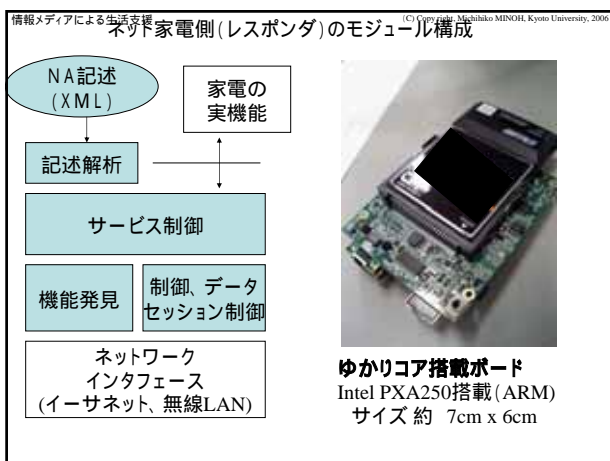 情報メディアによる生活支援
(C) Copyright, Michihiko MINOH, Kyoto University, 2006
ネット家電側(レスポンダ)のモジュール構成
NA記述
(XML)
家電の
実機能
記述解析
サービス制御
機能発見
制御、データ
セッション制御
ネットワーク
インタフェース
(イーサネット、無線LAN)
ゆかりコア搭載ボード
Intel PXA250搭載(ARM)
サイズ 約 7cm x 6cm